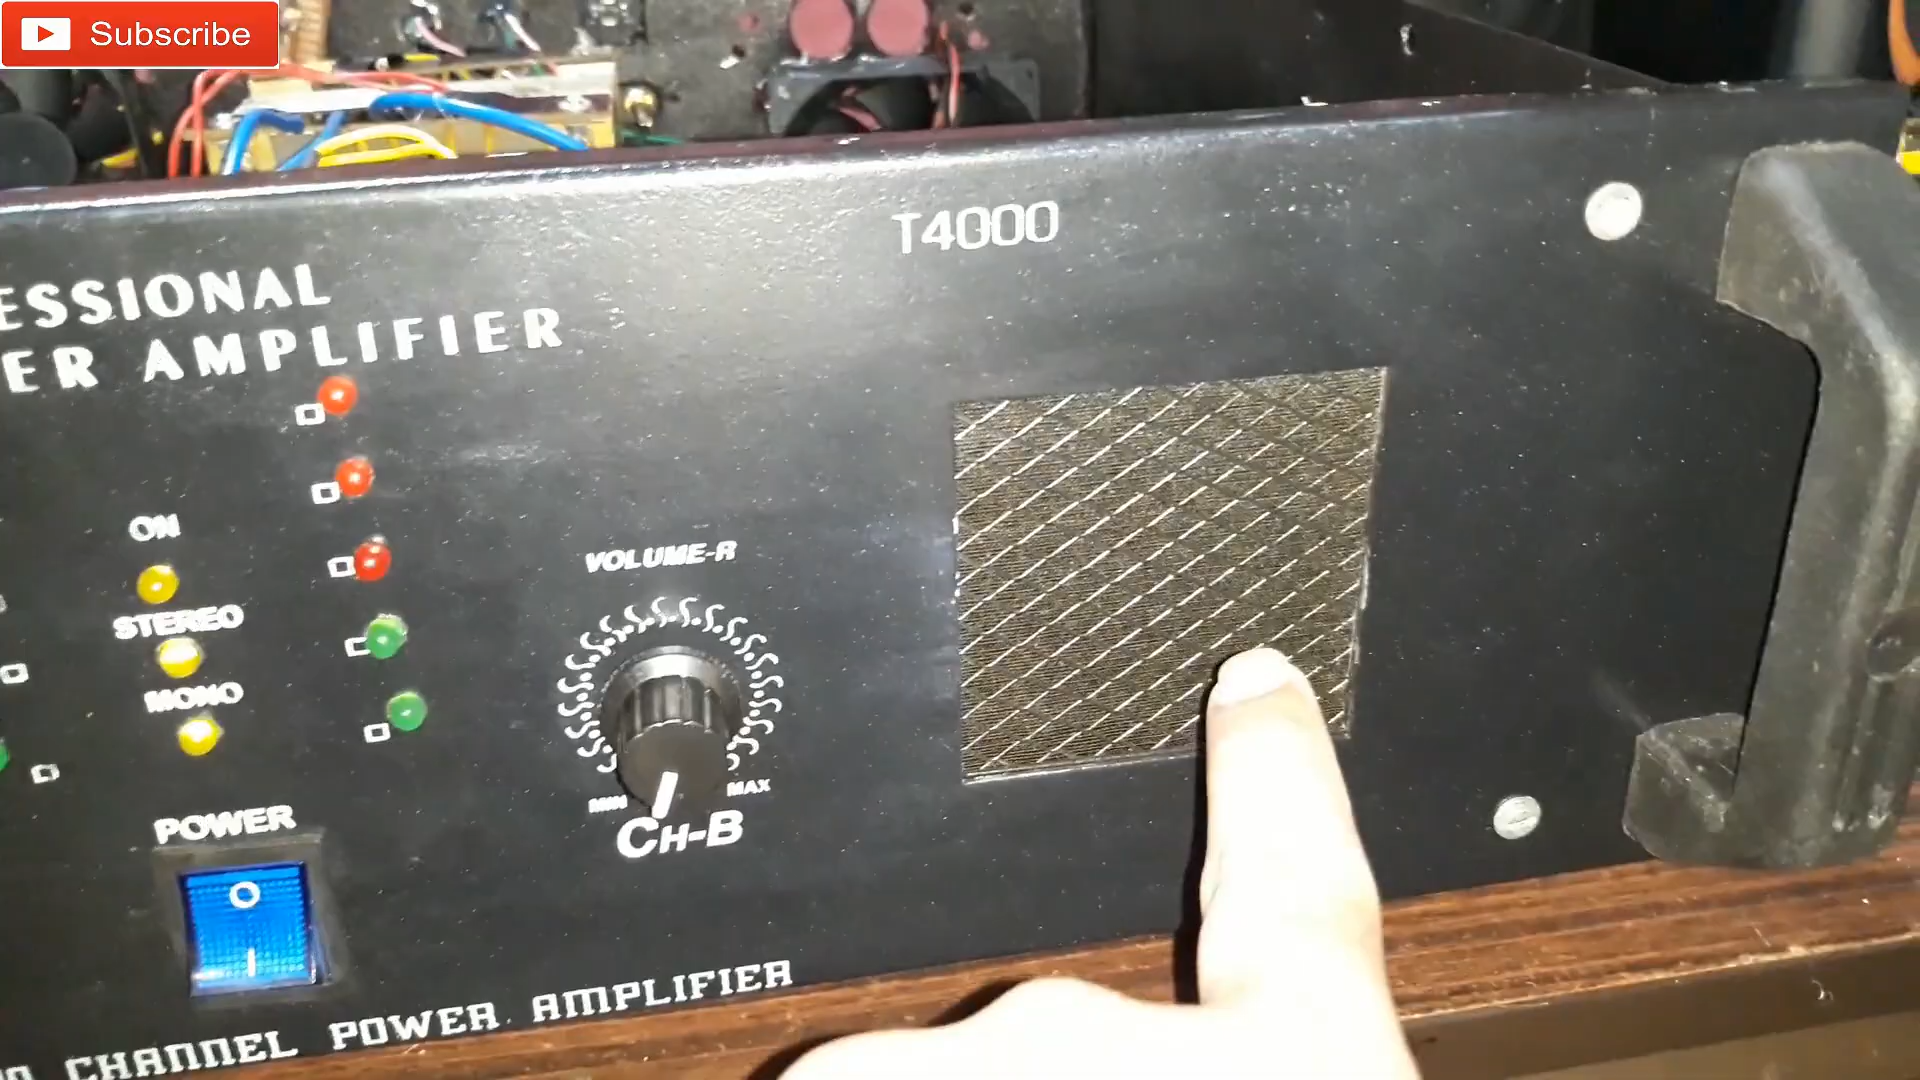 Subscribe
T4000
ESSIONAL
ER AMPLIFIER
ON
STEREO
MONO
VOLUME-R
MIN
MAX
CH-B
POWER
CHANNEL POWER AMPLIFIER